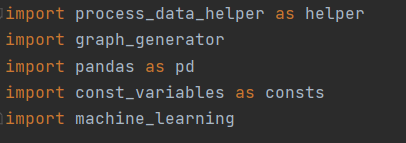 import process_data_helper as helper
import graph_generator
import pandas as pd
import const_variables as consts
import machine_learning